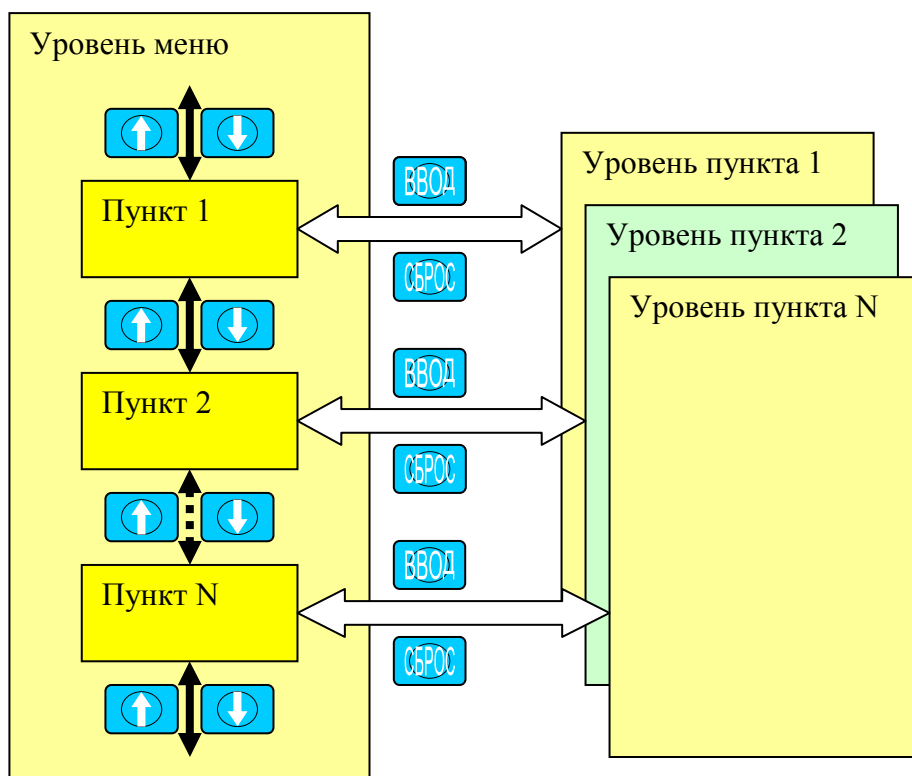 Уровень меню
Пункт 1
ВВОД
СБРОС
Уровень пункта 1
Уровень пункта 2
Уровень пункта N
Пункт 2
ВВОД
СБРОС
Пункт N
ВВОД
СБРОС